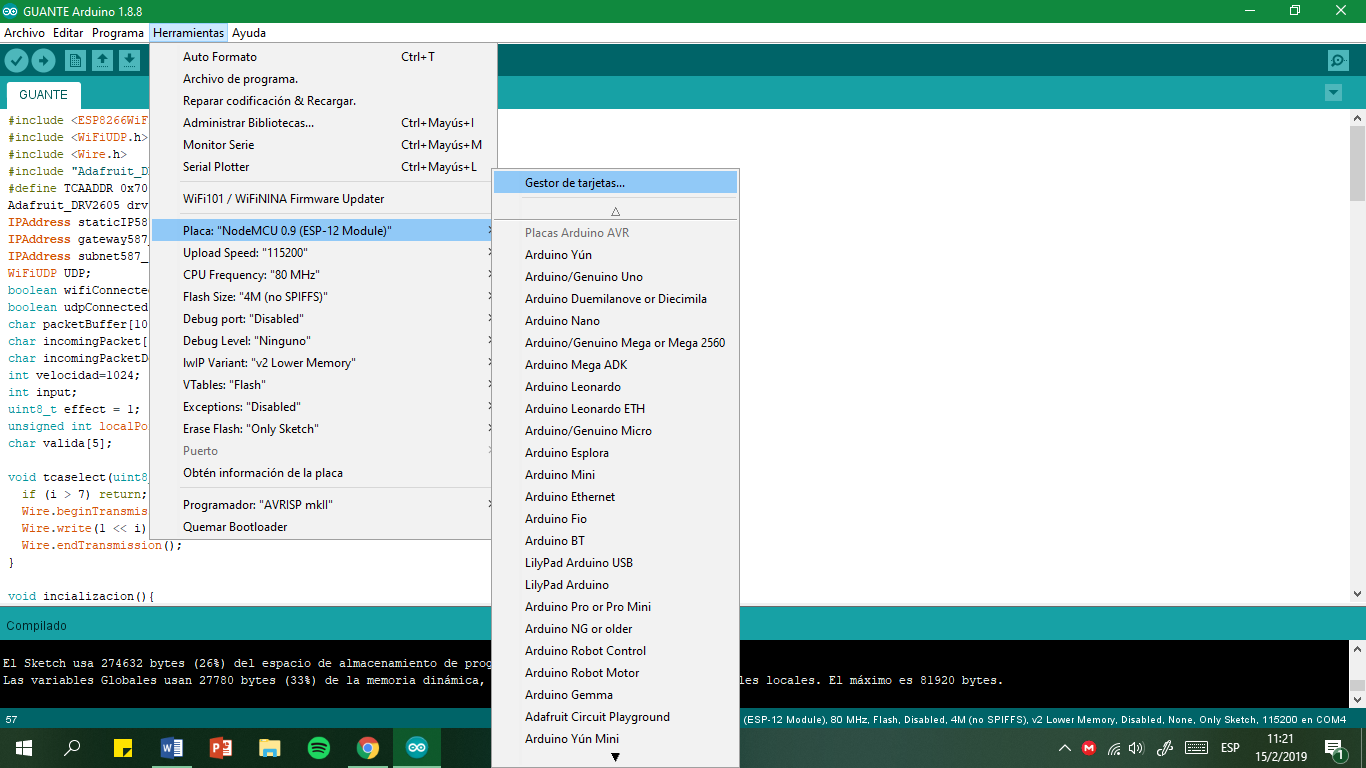 GUANTE Arduino 1.8.8
Archivo Editar Programa Herramientas Ayuda
GUANTE
Auto Formato Ctrl+T
Archivo de programa.
Reparar codificación & Recargar.
Administrar Bibliotecas... Ctrl+Mayús+I
Monitor Serie Ctrl+Mayús+M
Serial Plotter Ctrl+Mayús+L
WiFi101 / WiFiNINA Firmware Updater
Placa: "NodeMCU 0.9 (ESP-12 Module)"
Upload Speed: "115200"
CPU Frequency: "80 MHz"
Flash Size: "4M (no SPIFFS)"
Debug port: "Disabled"
Debug Level: "Ninguno"
lwIP Variant: "v2 Lower Memory"
VTables: "Flash"
Exceptions: "Disabled"
Erase Flash: "Only Sketch"
Puerto
Obtén información de la placa
Programador: "AVRISP mkII"
Quemar Bootloader
Gestor de tarjetas...
Placas Arduino AVR
Arduino Yún
Arduino/Genuino Uno
Arduino Duemilanove or Diecimila
Arduino Nano
Arduino/Genuino Mega or Mega 2560
Arduino Mega ADK
Arduino Leonardo
Arduino Leonardo ETH
Arduino/Genuino Micro
Arduino Esplora
Arduino Mini
Arduino Ethernet
Arduino Fio
Arduino BT
LilyPad Arduino USB
LilyPad Arduino
Arduino Pro or Pro Mini
Arduino NG or older
Arduino Robot Control
Arduino Robot Motor
Arduino Gemma
Adafruit Circuit Playground
Arduino Yún Mini
#include <ESP8266WiF
#include <WiFiUDP.h>
#include <Wire.h>
#include "Adafruit_D
#define TCAADDR 0x70
Adafruit_DRV2605 drv
IPAddress staticIP58
IPAddress gateway587
IPAddress subnet587_
WiFiUDP UDP;
boolean wifiConnected
boolean udpConnected
char packetBuffer[10
char incomingPacket[
char incomingPacketD
int velocidad=1024;
int input;
uint8_t effect = 1;
unsigned int localPo
char valida[5];
void tcaselect(uint8
if (i > 7) return;
Wire.beginTransmis
Wire.write(1 << i)
Wire.endTransmission();
}
void incializacion(){
Compilado
El Sketch usa 274632 bytes (26%) del espacio de almacenamiento de prog
Las variables Globales usan 27780 bytes (33%) de la memoria dinámica, les locales. El máximo es 81920 bytes.
57 (ESP-12 Module), 80 MHz, Flash, Disabled, 4M (no SPIFFS), v2 Lower Memory, Disabled, None, Only Sketch, 115200 en COM4
ESP
11:21
15/2/2019
1